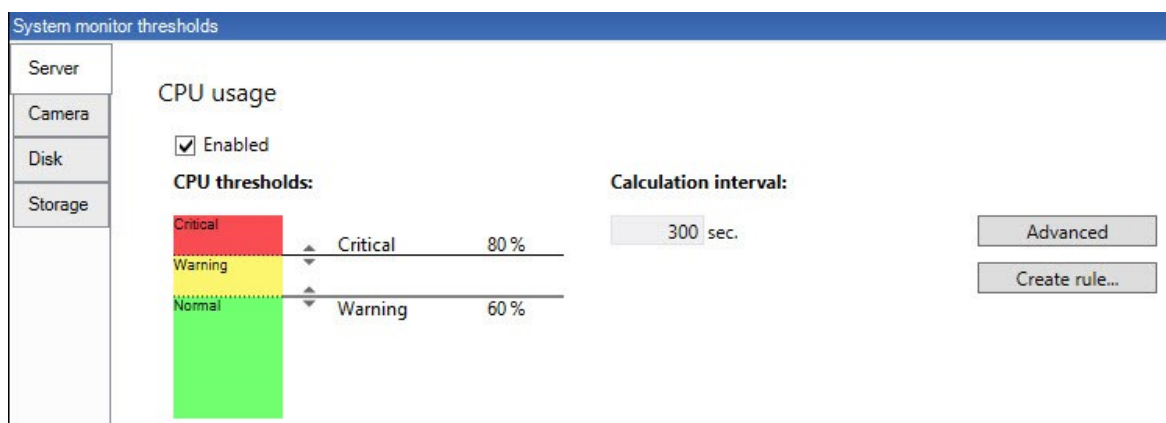 System monitor thresholds
Server
Camera
Disk
Storage
CPU usage
Enabled
CPU thresholds:
Critical
Warning
Normal
Critical 80 %
Warning 60 %
Calculation interval:
300 sec.
Advanced
Create rule...